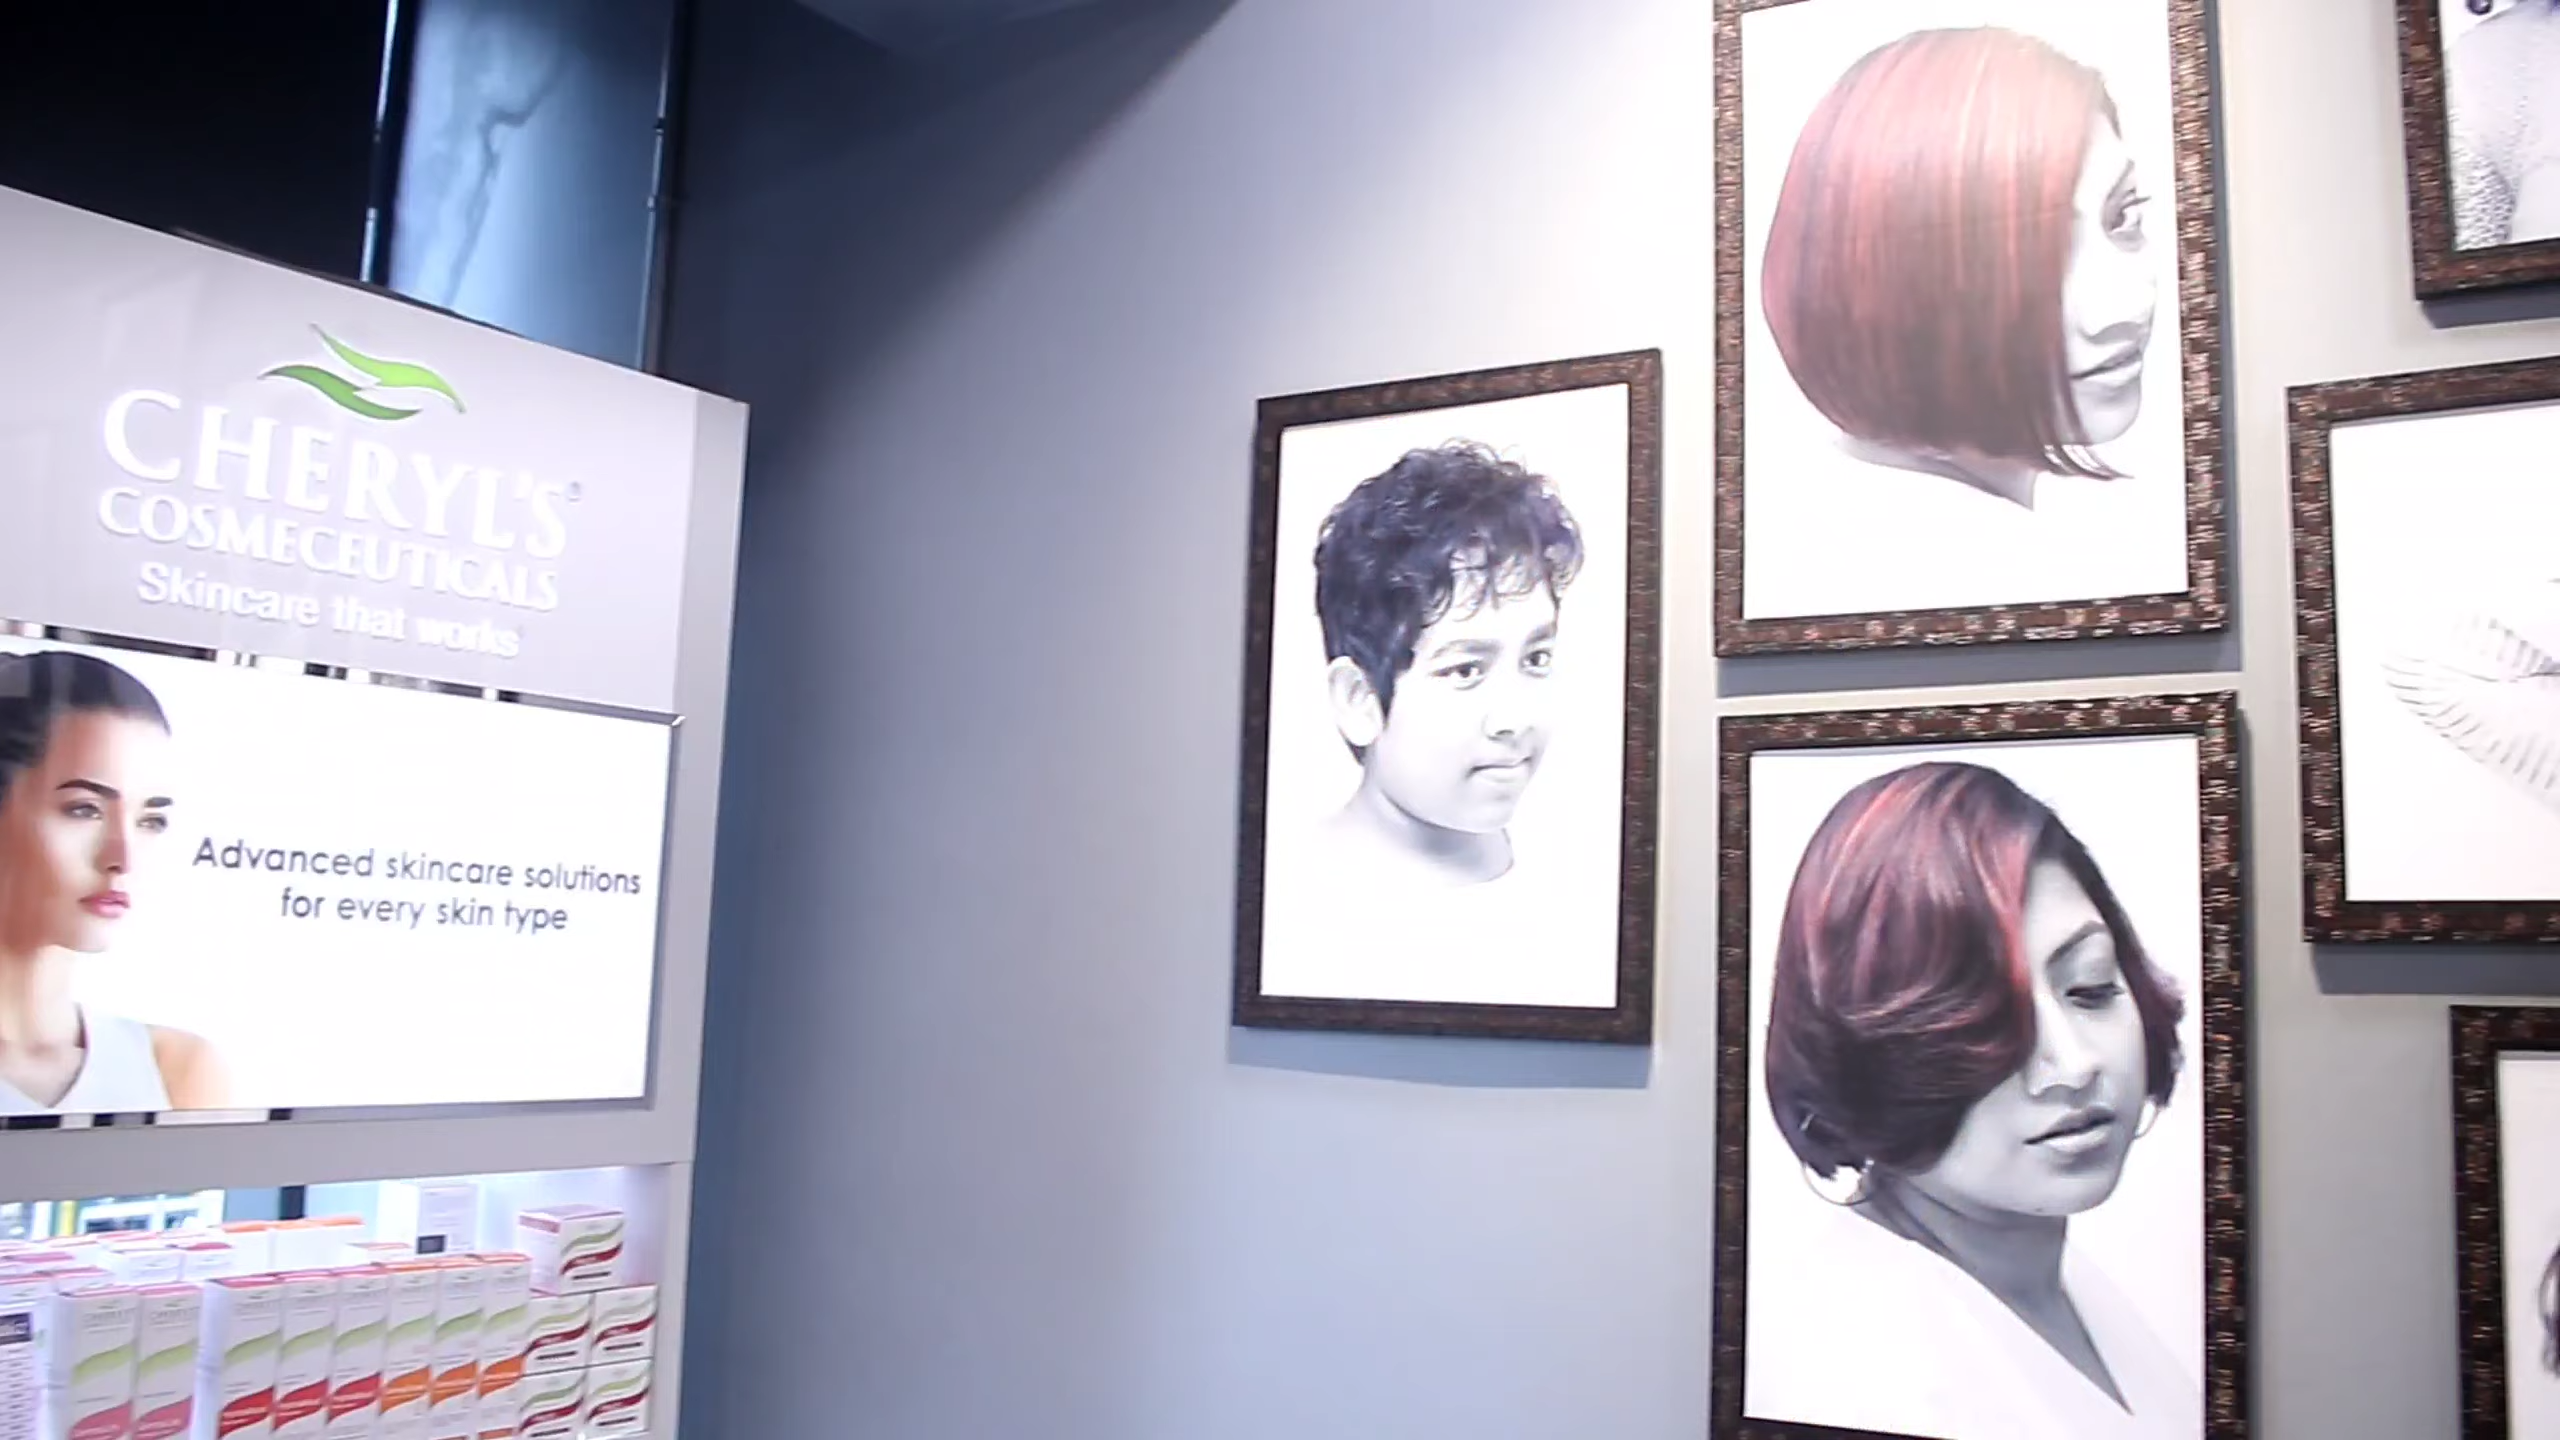 CHERYL'S®
COSMECEUTICALS
Skincare that works
Advanced skincare solutions
for every skin type